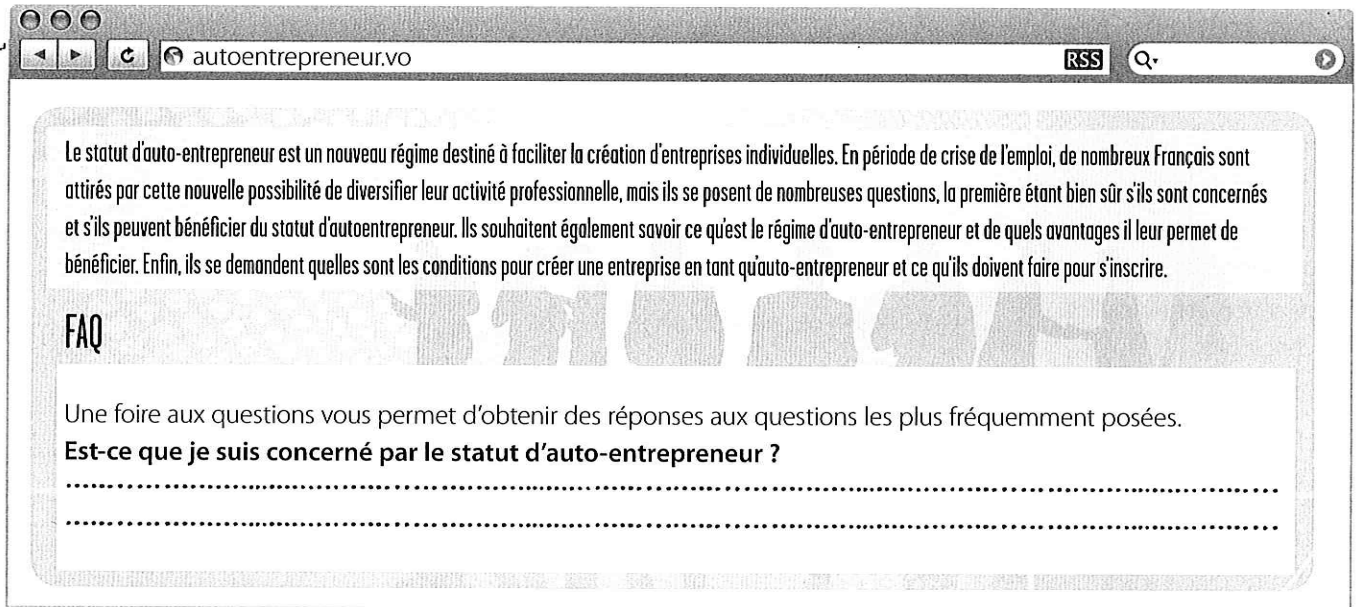 autoentrepreneur.vo
RSS
Le statut d'auto-entrepreneur est un nouveau régime destiné à faciliter la création d'entreprises individuelles. En période de crise de l'emploi, de nombreux Français sont
attirés par cette nouvelle possibilité de diversifier leur activité professionnelle, mais ils se posent de nombreuses questions, la première étant bien sûr s'ils sont concernés
et s'ils peuvent bénéficier du statut d'autoentrepreneur. Ils souhaitent également savoir ce qu'est le régime d'auto-entrepreneur et de quels avantages il leur permet de
bénéficier. Enfin, ils se demandent quelles sont les conditions pour créer une entreprise en tant qu'auto-entrepreneur et ce qu'ils doivent faire pour s'inscrire.
FAQ
Une foire aux questions vous permet d'obtenir des réponses aux questions les plus fréquemment posées.
Est-ce que je suis concerné par le statut d'auto-entrepreneur ?